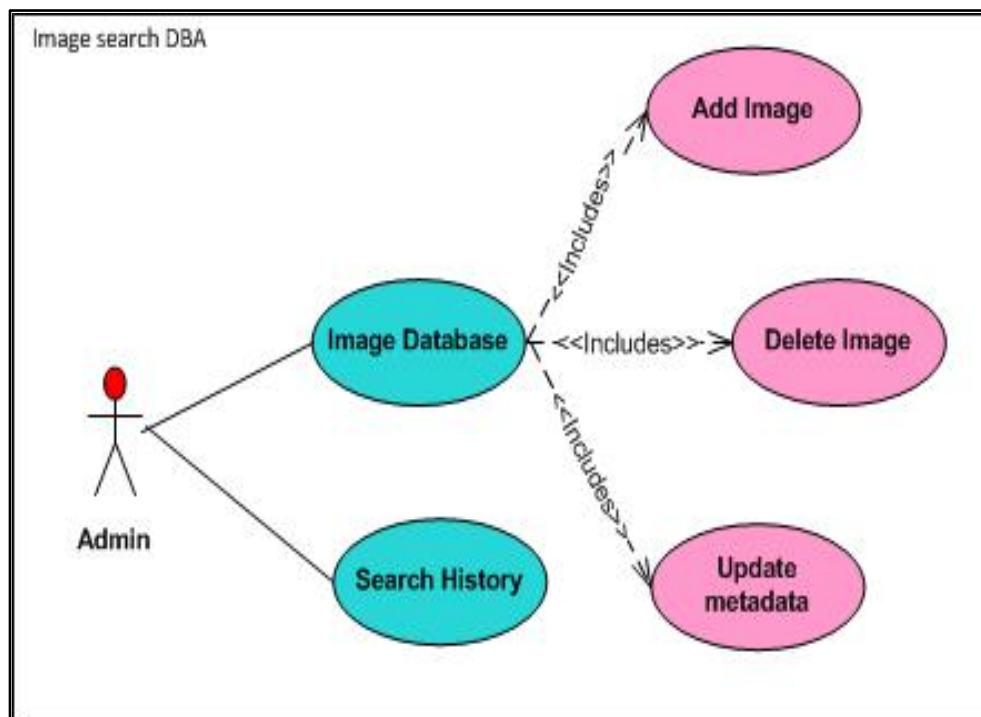 Image search DBA
Add Image
<<Includes>>
Image Database
<<Includes>>
Delete Image
<<Includes>>
Admin
Search History
Update
metadata